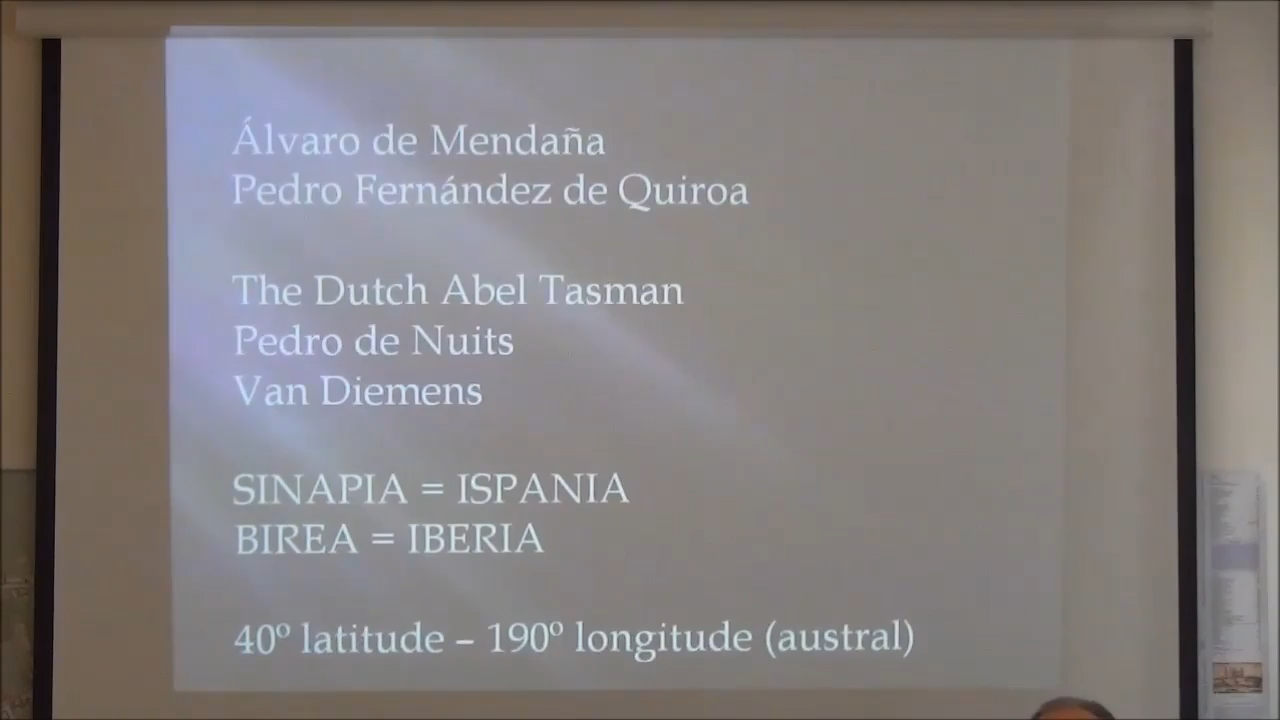 Álvaro de Mendaña
Pedro Fernández de Quiroa
The Dutch Abel Tasman
Pedro de Nuits
Van Diemens
SINAPIA = ISPANIA
BIREA = IBERIA
40º latitude – 190º longitude (austral)